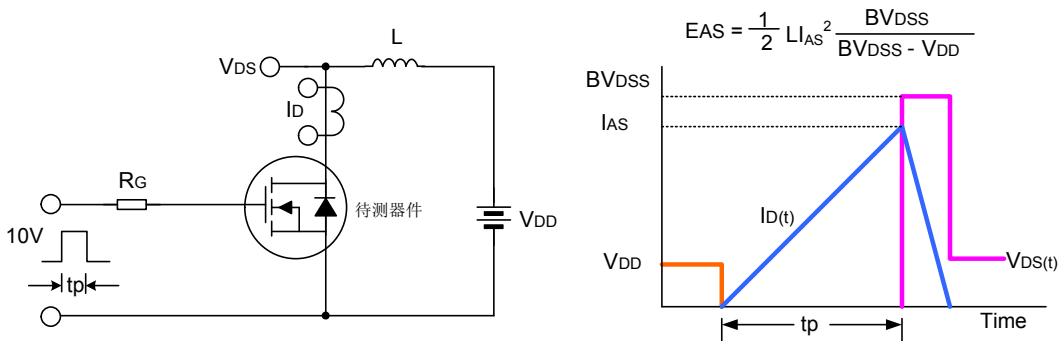 VDS
L
ID
RG
待测器件
10V
tp
VDD
EAS = 1/2 LIAS² BVDSS / BVDSS - VDD
BVDSS
IAS
ID(t)
VDD
VDS(t)
tp
Time